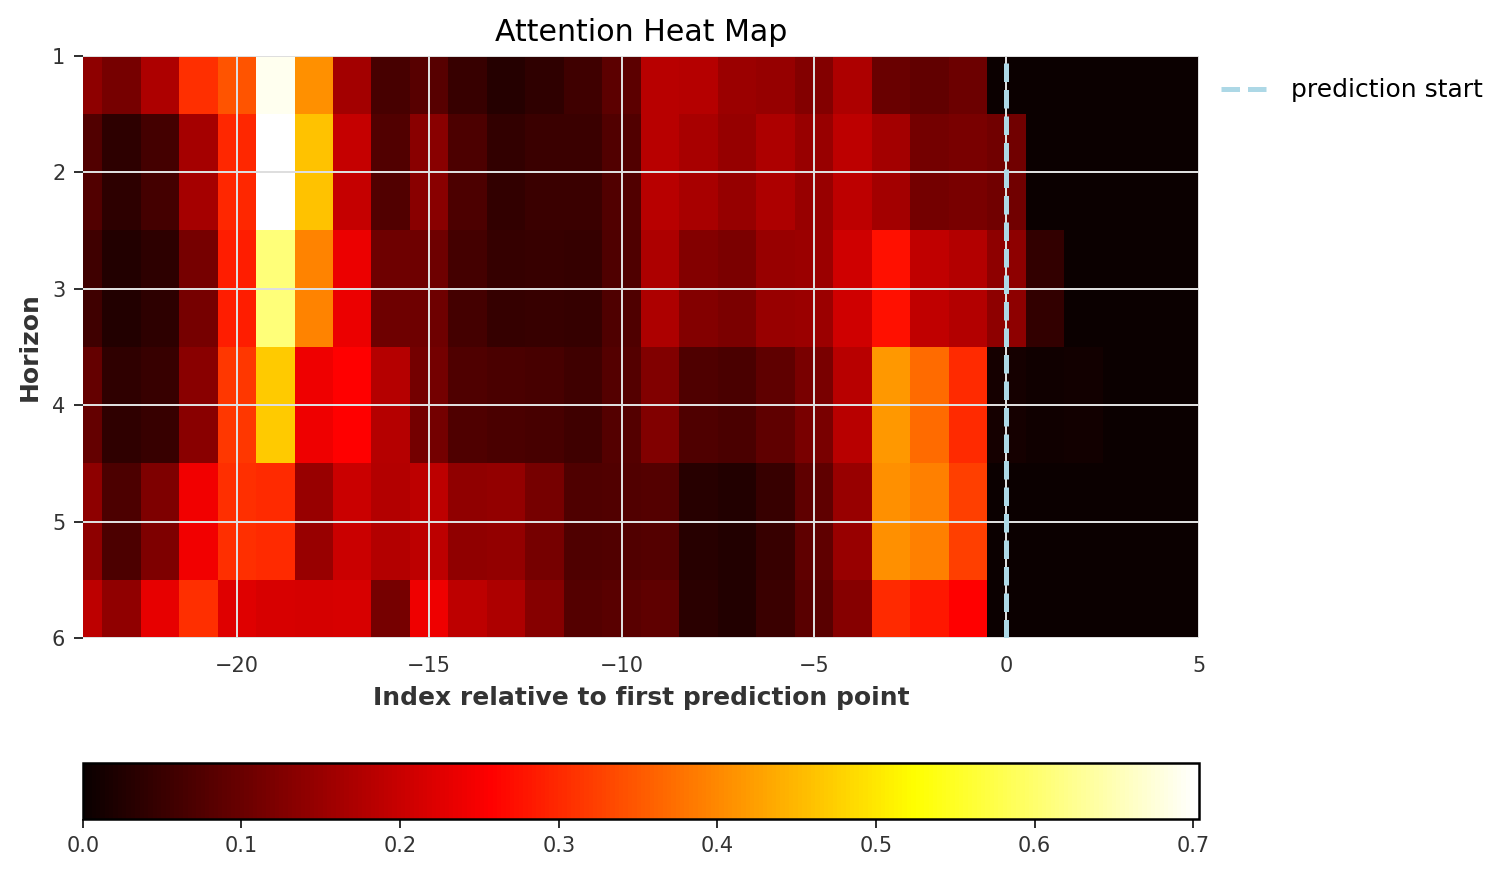 Attention Heat Map
prediction start
Horizon
1
2
3
4
5
6
−20 −15 −10 −5 0 5
Index relative to first prediction point
0.0 0.1 0.2 0.3 0.4 0.5 0.6 0.7